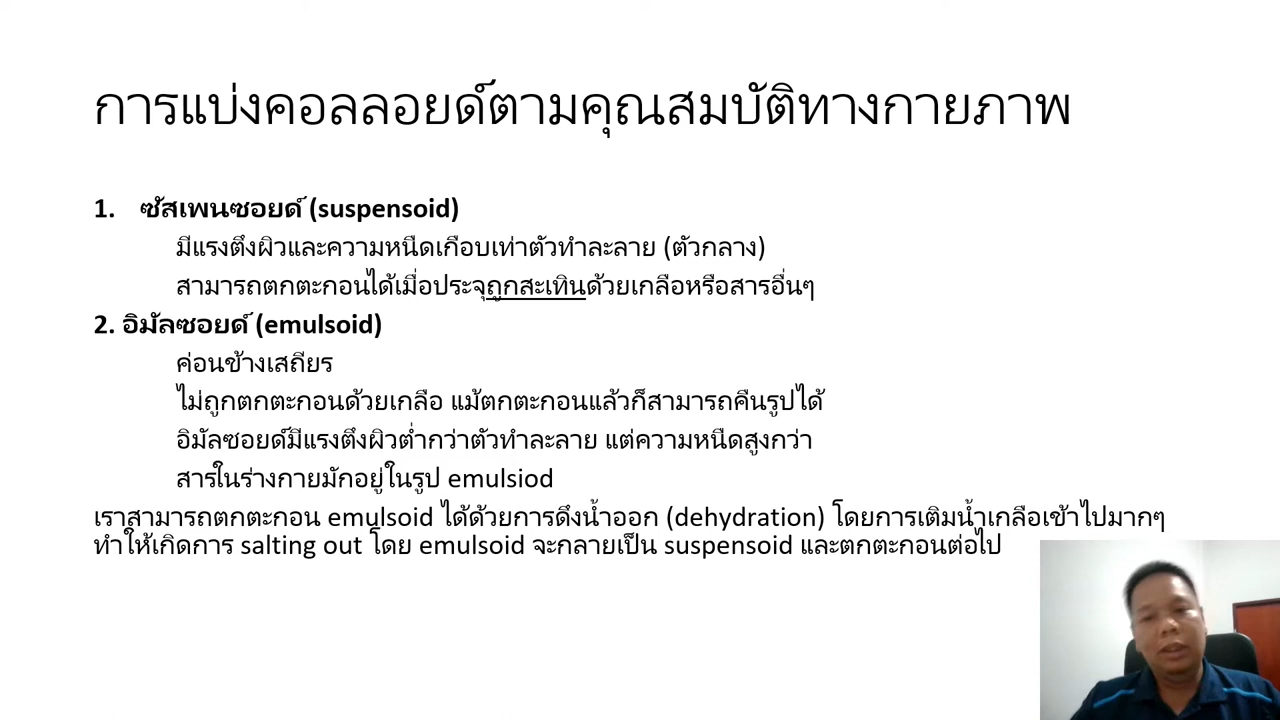 การแบ่งคอลลอยด์ตามคุณสมบัติทางกายภาพ
1. ซัสเพนซอยด์ (suspensoid)
มีแรงตึงผิวและความหนืดเกือบเท่าตัวทำละลาย (ตัวกลาง)
สามารถตกตะกอนได้เมื่อประจุถูกสะเทินด้วยเกลือหรือสารอื่นๆ
2. อิมัลซอยด์ (emulsoid)
ค่อนข้างเสถียร
ไม่ถูกตกตะกอนด้วยเกลือ แม้ตกตะกอนแล้วก็สามารถคืนรูปได้
อิมัลซอยด์มีแรงตึงผิวต่ำกว่าตัวทำละลาย แต่ความหนืดสูงกว่า
สารในร่างกายมักอยู่ในรูป emulsiod
เราสามารถตกตะกอน emulsoid ได้ด้วยการดึงน้ำออก (dehydration) โดยการเติมน้ำเกลือเข้าไปมากๆ
ทำให้เกิดการ salting out โดย emulsoid จะกลายเป็น suspensoid และตกตะกอนต่อไป